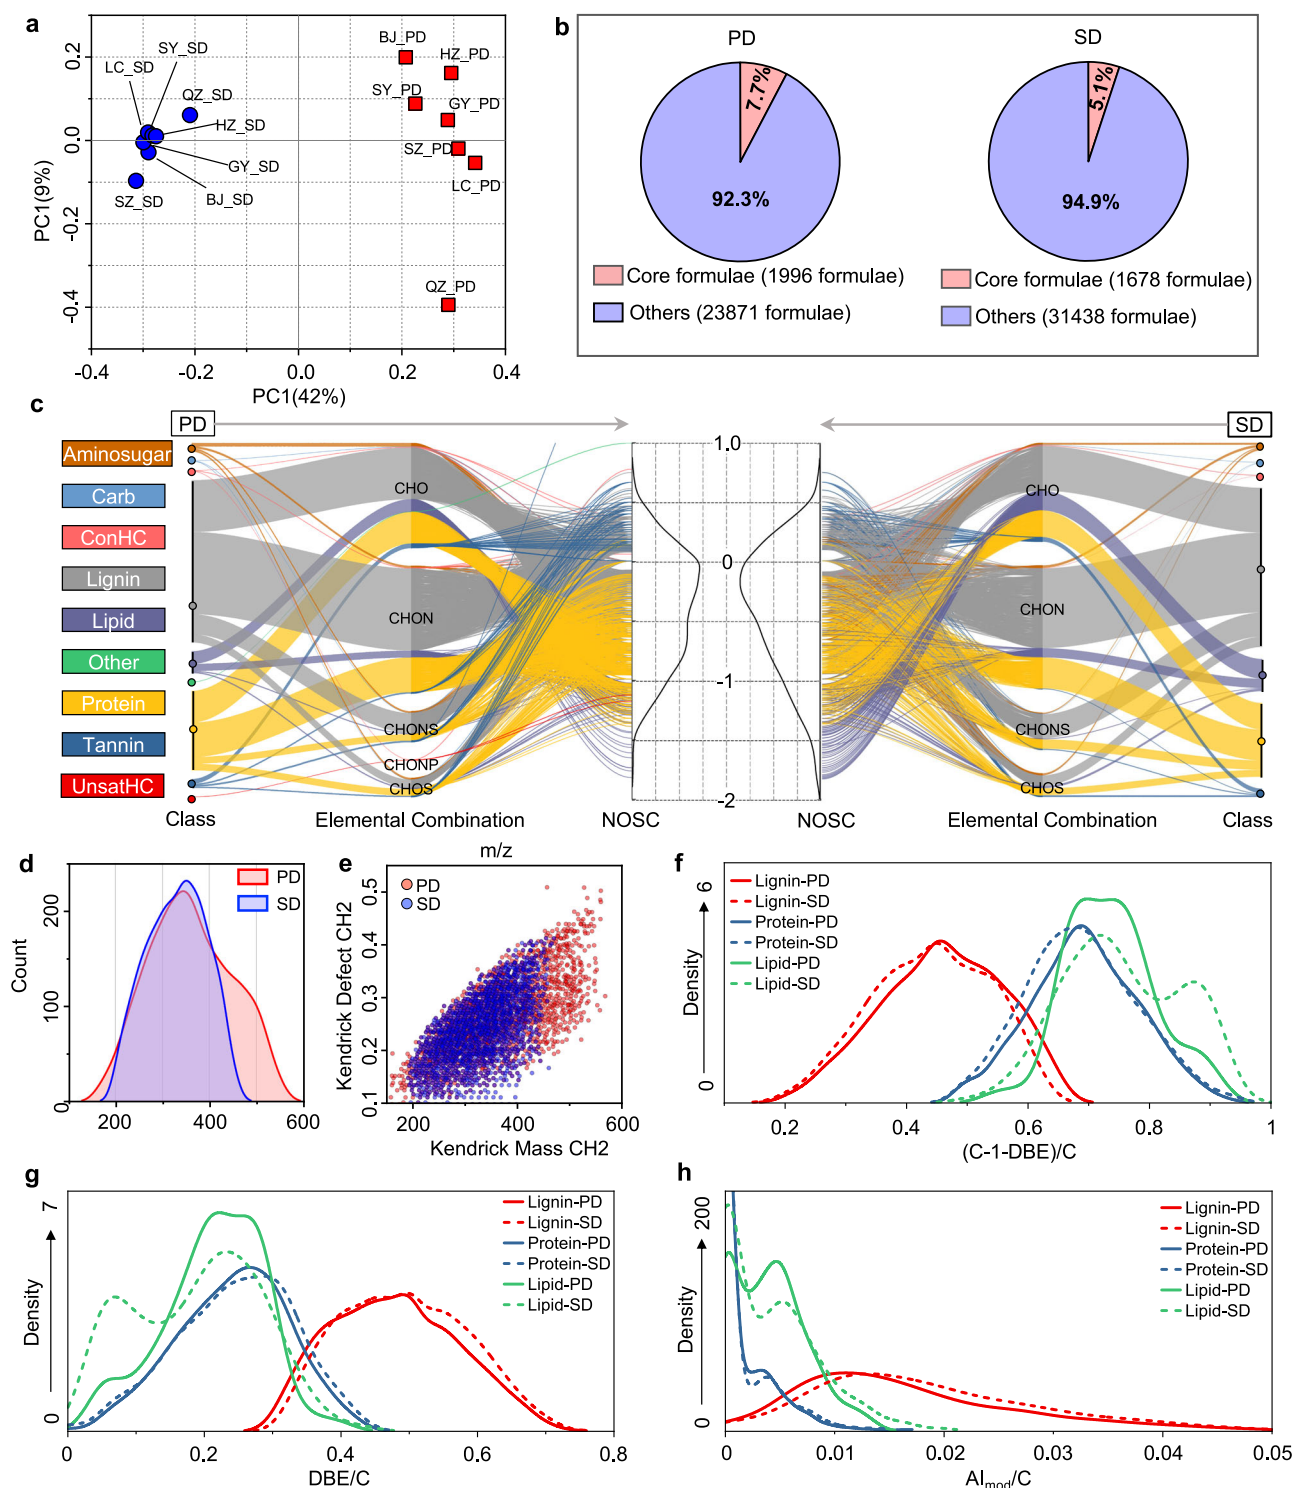 a
PC1(9%)
0.2
0.0
-0.2
-0.4
-0.4
-0.2
0.0
0.2
0.4
PC1(42%)
SY_SD
LC_SD
QZ_SD
HZ_SD
GY_SD
BJ_SD
SZ_SD
BJ_PD
HZ_PD
SY_PD
GY_PD
SZ_PD
LC_PD
QZ_PD
b
PD
SD
7.7%
92.3%
5.1%
94.9%
Core formulae (1996 formulae)
Others (23871 formulae)
Core formulae (1678 formulae)
Others (31438 formulae)
c
PD
SD
Aminosugar
Carb
ConHC
Lignin
Lipid
Other
Protein
Tannin
UnsatHC
CHO
CHON
CHONS
CHONP
CHOS
1.0
0
-1
-2
CHO
CHON
CHONS
CHOS
Class
Elemental Combination
NOSC
NOSC
Elemental Combination
Class
d
Count
200
100
0
PD
SD
200
400
600
m/z
e
Kendrick Defect CH2
0.5
0.4
0.3
0.2
0.1
PD
SD
200
400
600
Kendrick Mass CH2
f
Density
0
6
Lignin-PD
Lignin-SD
Protein-PD
Protein-SD
Lipid-PD
Lipid-SD
0.2
0.4
0.6
0.8
1
(C-1-DBE)/C
g
Density
0
7
Lignin-PD
Lignin-SD
Protein-PD
Protein-SD
Lipid-PD
Lipid-SD
0
0.2
0.4
0.6
0.8
DBE/C
h
Density
0
200
Lignin-PD
Lignin-SD
Protein-PD
Protein-SD
Lipid-PD
Lipid-SD
0
0.01
0.02
0.03
0.04
0.05
AImod/C